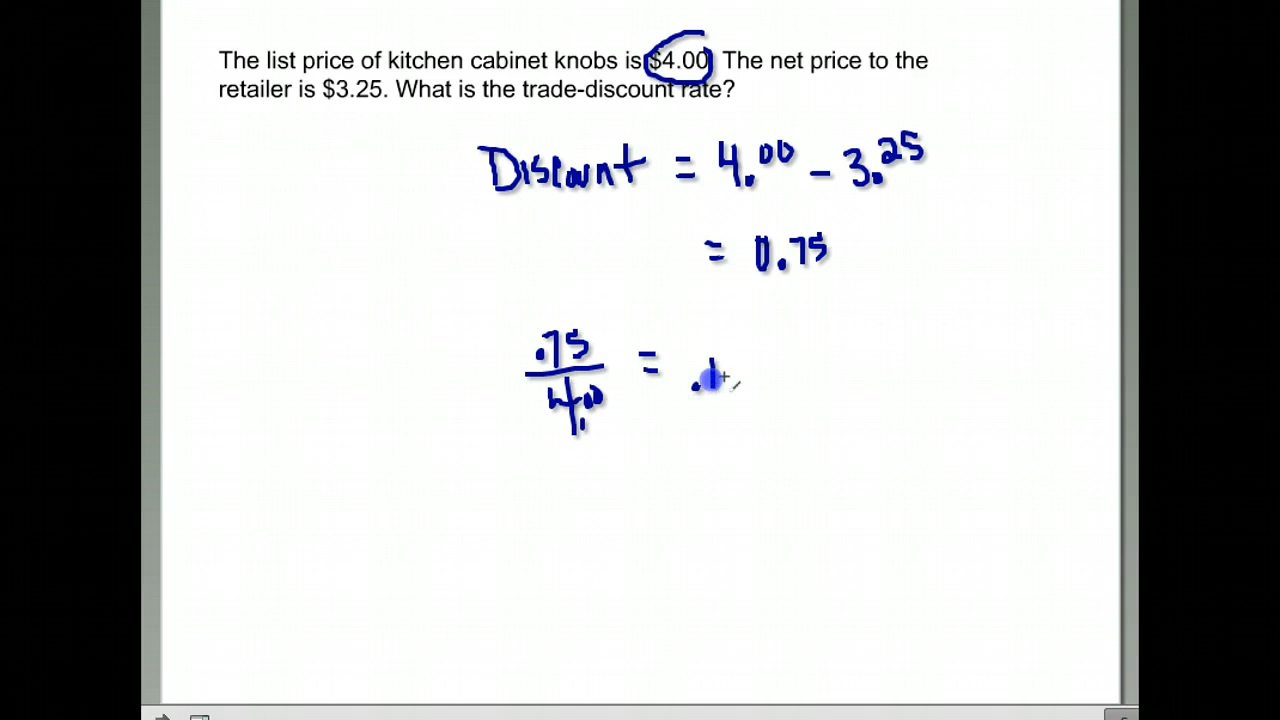 The list price of kitchen cabinet knobs is $4.00. The net price to the
retailer is $3.25. What is the trade-discount rate?
Discount = 4.00 - 3.25
= 0.75
.75
= .1
4.00